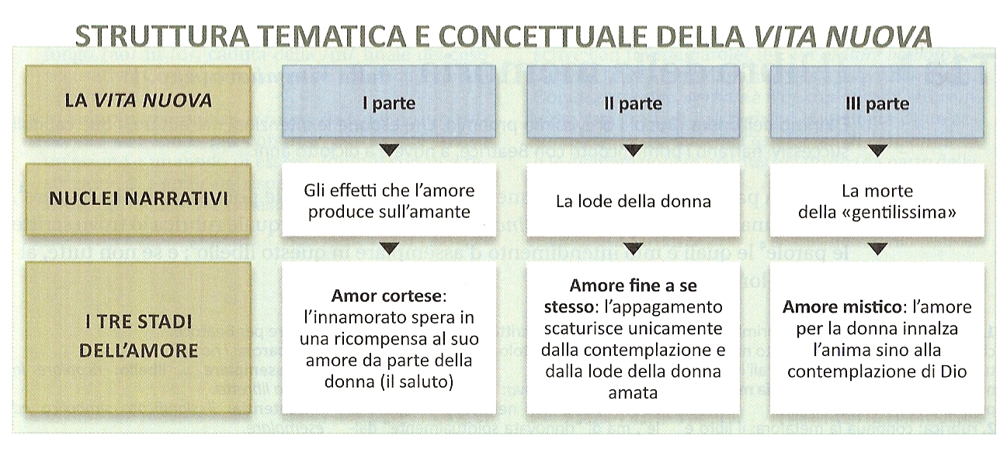 STRUTTURA TEMATICA E CONCETTUALE DELLA VITA NUOVA
LA VITA NUOVA
I parte
II parte
III parte
NUCLEI NARRATIVI
Gli effetti che l'amore
produce sull'amante
La lode della donna
La morte
della «gentilissima»
I TRE STADI
DELL'AMORE
Amor cortese:
l'innamorato spera in
una ricompensa al suo
amore da parte della
donna (il saluto)
Amore fine a se
stesso: l'appagamento
scaturisce unicamente
dalla contemplazione e
dalla lode della donna
amata
Amore mistico: l'amore
per la donna innalza
l'anima sino alla
contemplazione di Dio